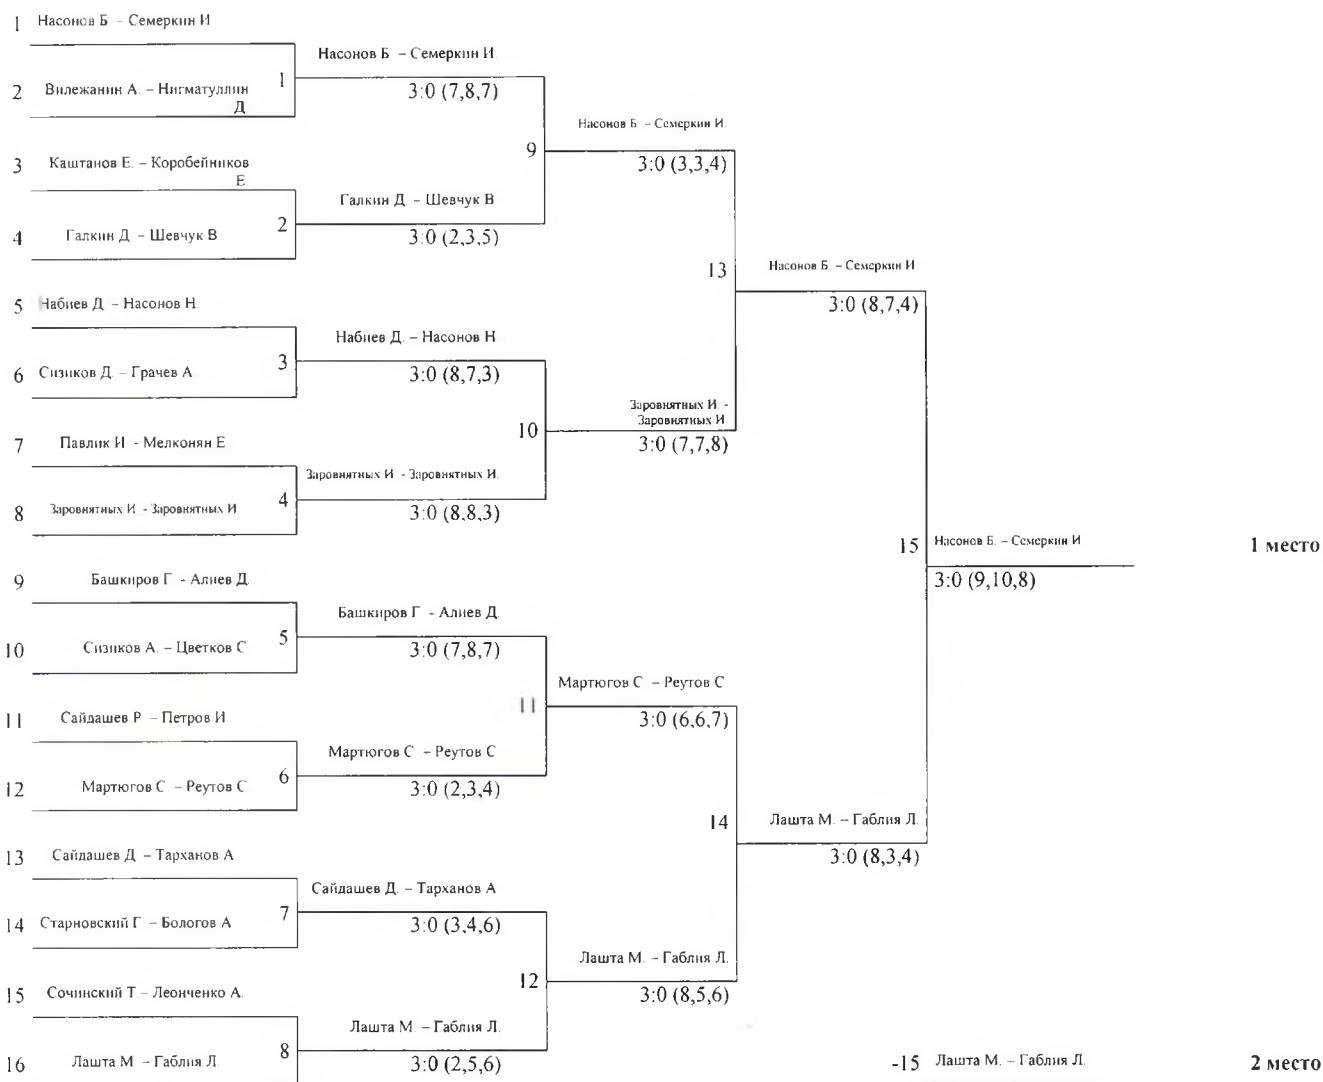 1 Насонов Б – Семеркин И
Насонов Б – Семеркин И.
1
2 Вилежанин А. – Нигматуллин
Д
3:0 (7,8,7)
Насонов Б – Семеркин И.
9
3 Каштанов Е. – Коробейников
Е.
3:0 (3,3,4)
Галкин Д – Шевчук В
2
4 Галкин Д – Шевчук В
3:0 (2,3,5)
13 Насонов Б. – Семеркин И
5 Набиев Д – Насонов Н.
3:0 (8,7,4)
Набиев Д. – Насонов Н
3
6 Сизиков Д. – Грачев А
3:0 (8,7,3)
Заровнятных И. -
Заровнятных И
10
7 Павлик И - Мелконян Е
3:0 (7,7,8)
Заровнятных И - Заровнятных И.
4
8 Заровнятных И - Заровнятных И
3:0 (8,8,3)
15 Насонов Б. – Семеркин И
1 место
9 Башкиров Г - Алиев Д.
3:0 (9,10,8)
Башкиров Г - Алиев Д.
5
10 Сизиков А. – Цветков С
3:0 (7,8,7)
Мартюгов С – Реутов С
11
11 Сайдашев Р – Петров И
3:0 (6,6,7)
Мартюгов С – Реутов С
6
12 Мартюгов С – Реутов С
3:0 (2,3,4)
14 Лашта М. – Габлия Л.
13 Сайдашев Д – Тарханов А
3:0 (8,3,4)
Сайдашев Д. – Тарханов А
7
14 Старновский Г – Бологов А
3:0 (3,4,6)
Лашта М. – Габлия Л.
12
15 Сочинский Т. – Леонченко А.
3:0 (8,5,6)
Лашта М. – Габлия Л.
8
16 Лашта М – Габлия Л.
3:0 (2,5,6)
-15 Лашта М. – Габлия Л.
2 место